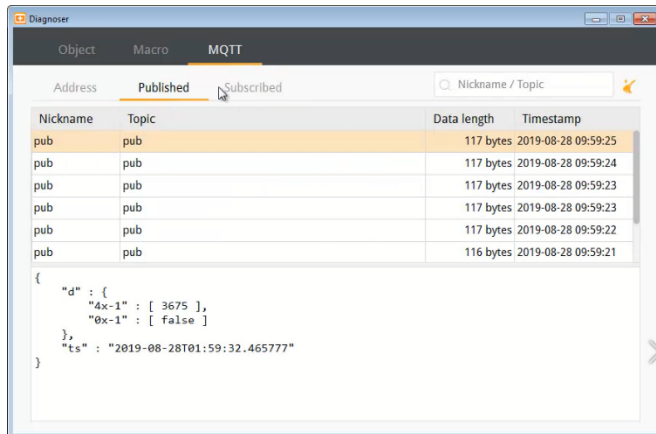 Diagnoser
Object Macro MQTT
Address Published Subscribed Nickname / Topic
Nickname Topic Data length Timestamp
pub pub 117 bytes 2019-08-28 09:59:25
pub pub 117 bytes 2019-08-28 09:59:24
pub pub 117 bytes 2019-08-28 09:59:23
pub pub 117 bytes 2019-08-28 09:59:23
pub pub 117 bytes 2019-08-28 09:59:22
pub pub 116 bytes 2019-08-28 09:59:21
{
"d" : {
"4x-1" : [ 3675 ],
"0x-1" : [ false ]
},
"ts" : "2019-08-28T01:59:32.465777"
}